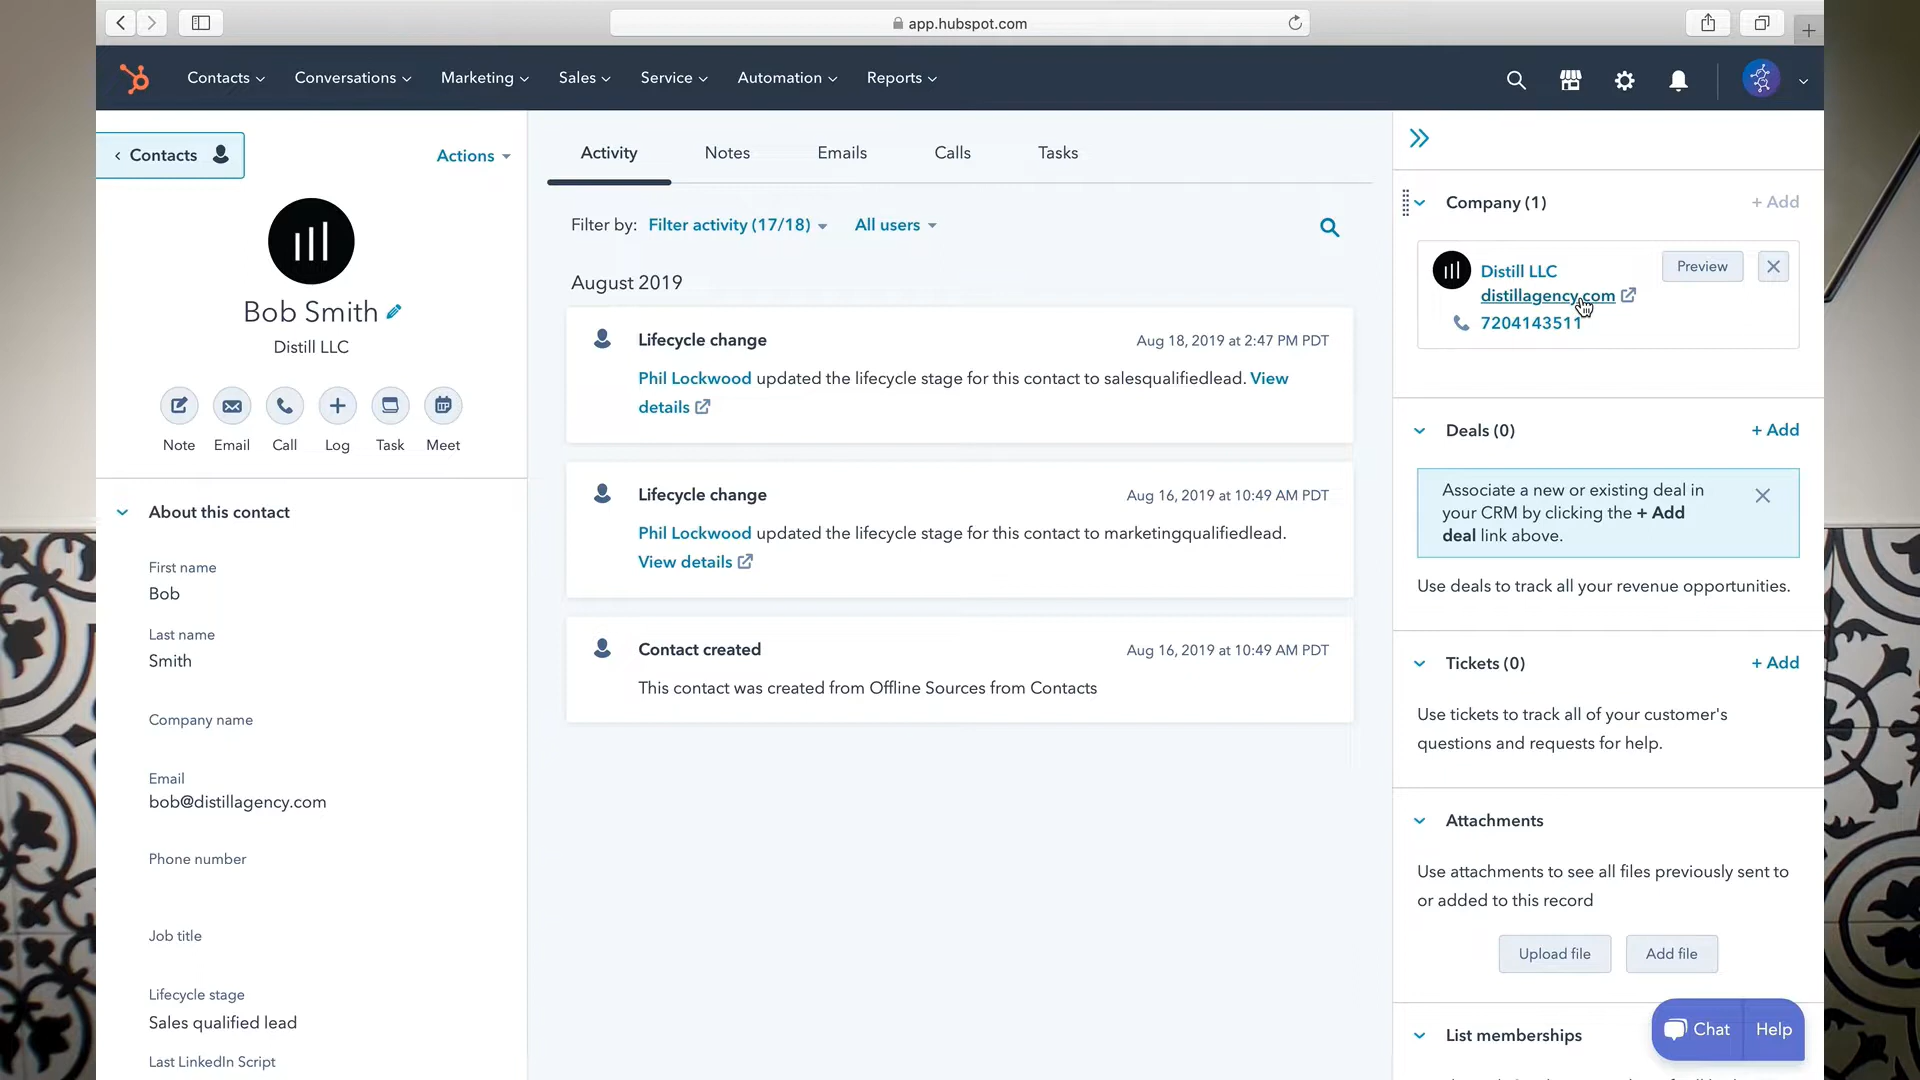 app.hubspot.com
Contacts
Conversations
Marketing
Sales
Service
Automation
Reports
Contacts
Actions
Bob Smith
Distill LLC
Note
Email
Call
Log
Task
Meet
About this contact
First name
Bob
Last name
Smith
Company name
Email
bob@distillagency.com
Phone number
Job title
Lifecycle stage
Sales qualified lead
Last LinkedIn Script
Activity
Notes
Emails
Calls
Tasks
Filter by: Filter activity (17/18) All users
August 2019
Lifecycle change
Aug 18, 2019 at 2:47 PM PDT
Phil Lockwood updated the lifecycle stage for this contact to salesqualifiedlead. View
details
Lifecycle change
Aug 16, 2019 at 10:49 AM PDT
Phil Lockwood updated the lifecycle stage for this contact to marketingqualifiedlead.
View details
Contact created
Aug 16, 2019 at 10:49 AM PDT
This contact was created from Offline Sources from Contacts
Company (1)
+ Add
Distill LLC
Preview
distillagency.com
7204143511
Deals (0)
+ Add
Associate a new or existing deal in
your CRM by clicking the + Add
deal link above.
Use deals to track all your revenue opportunities.
Tickets (0)
+ Add
Use tickets to track all of your customer's
questions and requests for help.
Attachments
Use attachments to see all files previously sent to
or added to this record
Upload file
Add file
List memberships
Chat
Help